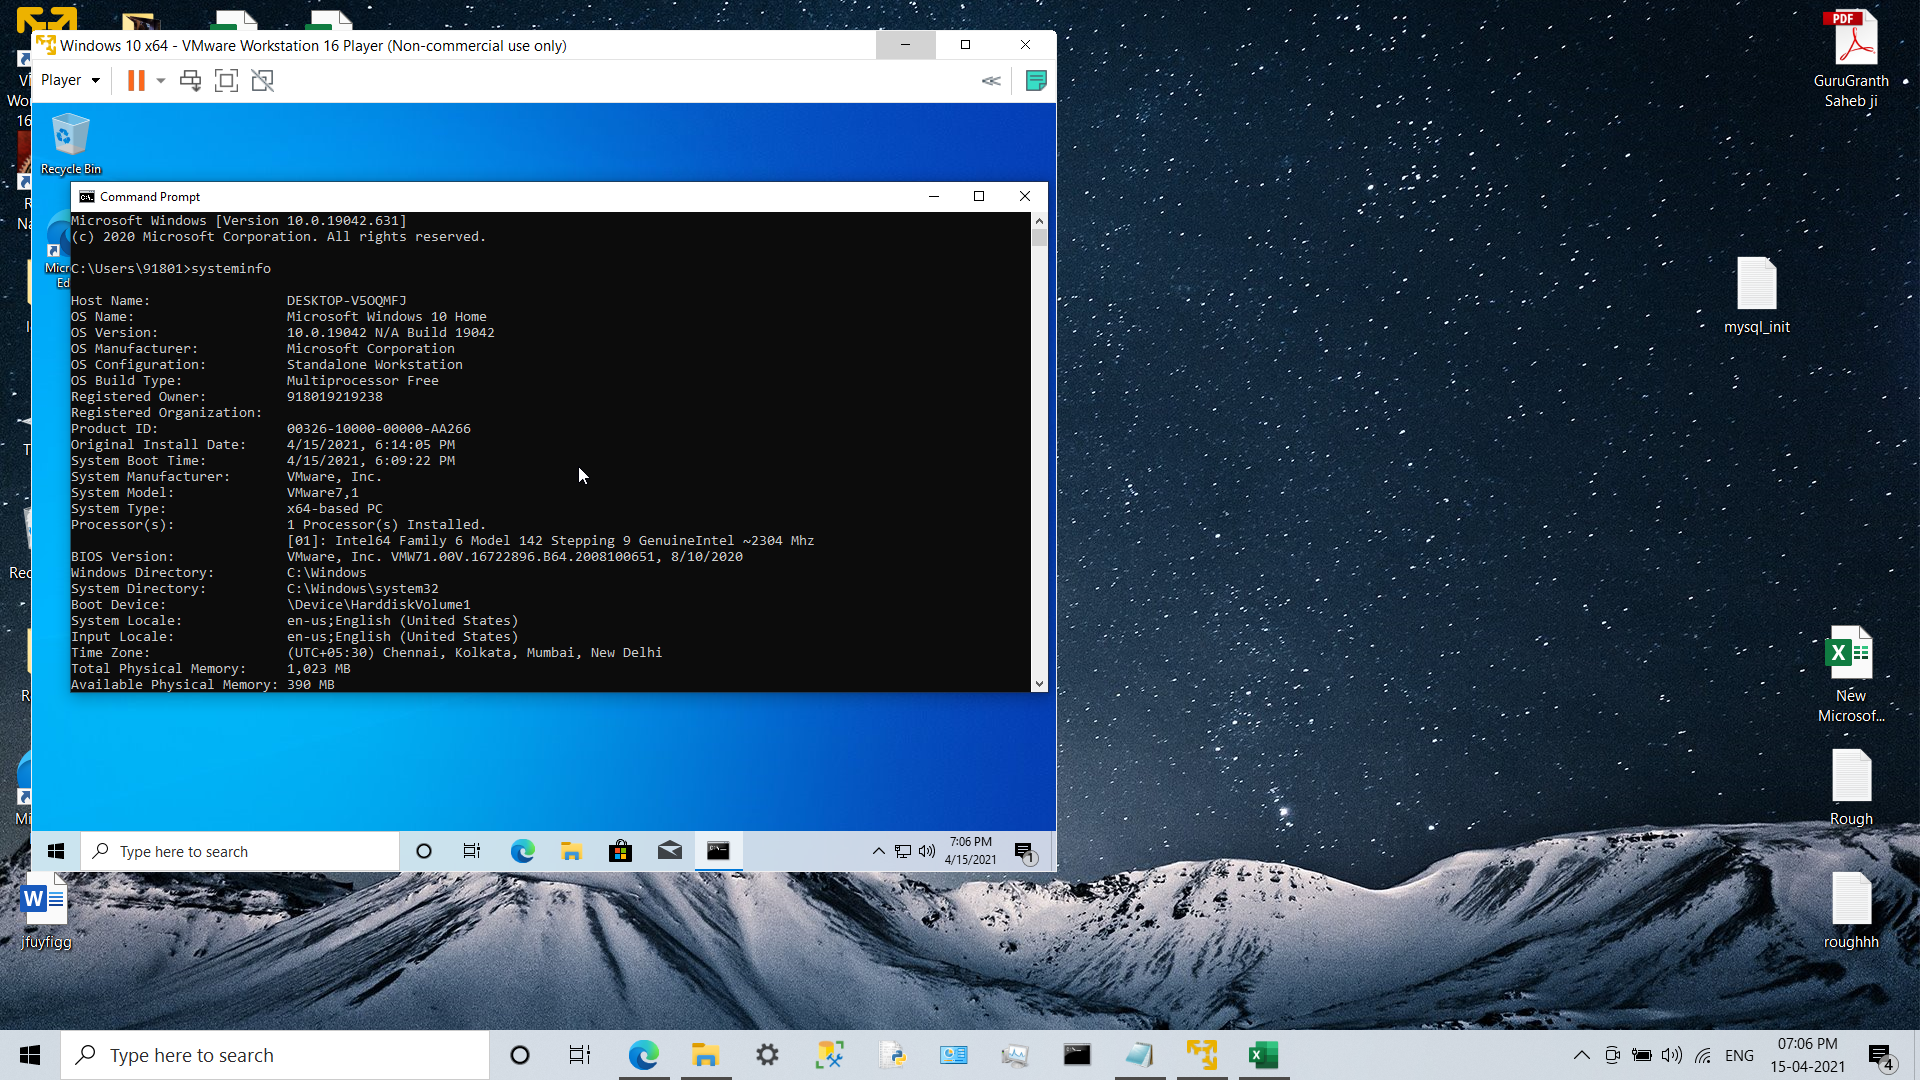 Windows 10 x64 - VMware Workstation 16 Player (Non-commercial use only)
Player
Recycle Bin
Command Prompt
Microsoft Windows [Version 10.0.19042.631]
(c) 2020 Microsoft Corporation. All rights reserved.
C:\Users\91801>systeminfo
Host Name: DESKTOP-V5OQMFJ
OS Name: Microsoft Windows 10 Home
OS Version: 10.0.19042 N/A Build 19042
OS Manufacturer: Microsoft Corporation
OS Configuration: Standalone Workstation
OS Build Type: Multiprocessor Free
Registered Owner: 918019219238
Registered Organization:
Product ID: 00326-10000-00000-AA266
Original Install Date: 4/15/2021, 6:14:05 PM
System Boot Time: 4/15/2021, 6:09:22 PM
System Manufacturer: VMware, Inc.
System Model: VMware7,1
System Type: x64-based PC
Processor(s): 1 Processor(s) Installed.
[01]: Intel64 Family 6 Model 142 Stepping 9 GenuineIntel ~2304 Mhz
BIOS Version: VMware, Inc. VMW71.00V.16722896.B64.2008100651, 8/10/2020
Windows Directory: C:\Windows
System Directory: C:\Windows\system32
Boot Device: \Device\HarddiskVolume1
System Locale: en-us;English (United States)
Input Locale: en-us;English (United States)
Time Zone: (UTC+05:30) Chennai, Kolkata, Mumbai, New Delhi
Total Physical Memory: 1,023 MB
Available Physical Memory: 390 MB
Type here to search
7:06 PM
4/15/2021
1
PDF
GuruGranth
Saheb ji
mysql_init
New
Microsof...
Rough
roughhh
jfuyfigg
Type here to search
ENG
07:06 PM
15-04-2021
4